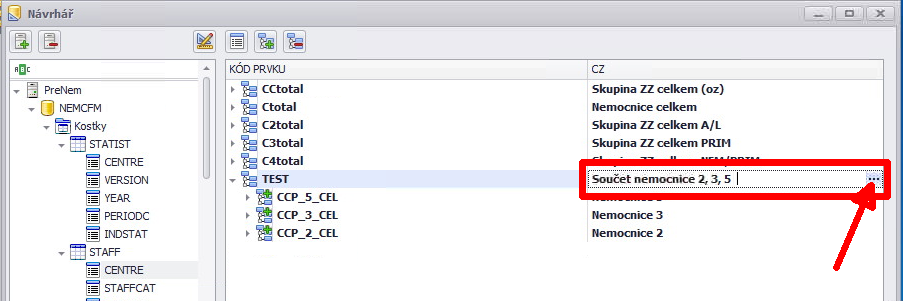 Návrhář
ABC
PreNem
NEMCFM
Kostky
STATIST
CENTRE
VERSION
YEAR
PERIODC
INDSTAT
STAFF
CENTRE
STAFFCAT
KÓD PRVKU CZ
CCtotal Skupina ZZ celkem (oz)
Ctotal Nemocnice celkem
C2total Skupina ZZ celkem A/L
C3total Skupina ZZ celkem PRIM
C4total Skupina ZZ celkem NEM/PRIM
TEST Součet nemocnice 2, 3, 5 ...
CCP_5_CEL
CCP_3_CEL Nemocnice 3
CCP_2_CEL Nemocnice 2